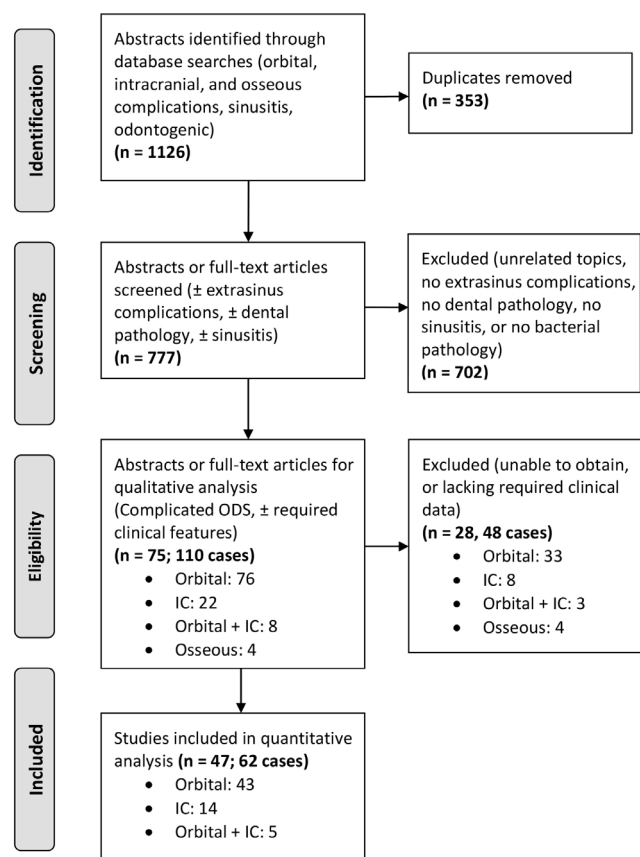 Identification
Abstracts identified through
database searches (orbital,
intracranial, and osseous
complications, sinusitis,
odontogenic)
(n = 1126)
Duplicates removed
(n = 353)
Screening
Abstracts or full-text articles
screened (± extrasinus
complications, ± dental
pathology, ± sinusitis)
(n = 777)
Excluded (unrelated topics,
no extrasinus complications,
no dental pathology, no
sinusitis, or no bacterial
pathology)
(n = 702)
Eligibility
Abstracts or full-text articles for
qualitative analysis
(Complicated ODS, ± required
clinical features)
(n = 75; 110 cases)
• Orbital: 76
• IC: 22
• Orbital + IC: 8
• Osseous: 4
Excluded (unable to obtain,
or lacking required clinical
data)
(n = 28, 48 cases)
• Orbital: 33
• IC: 8
• Orbital + IC: 3
• Osseous: 4
Included
Studies included in quantitative
analysis (n = 47; 62 cases)
• Orbital: 43
• IC: 14
• Orbital + IC: 5